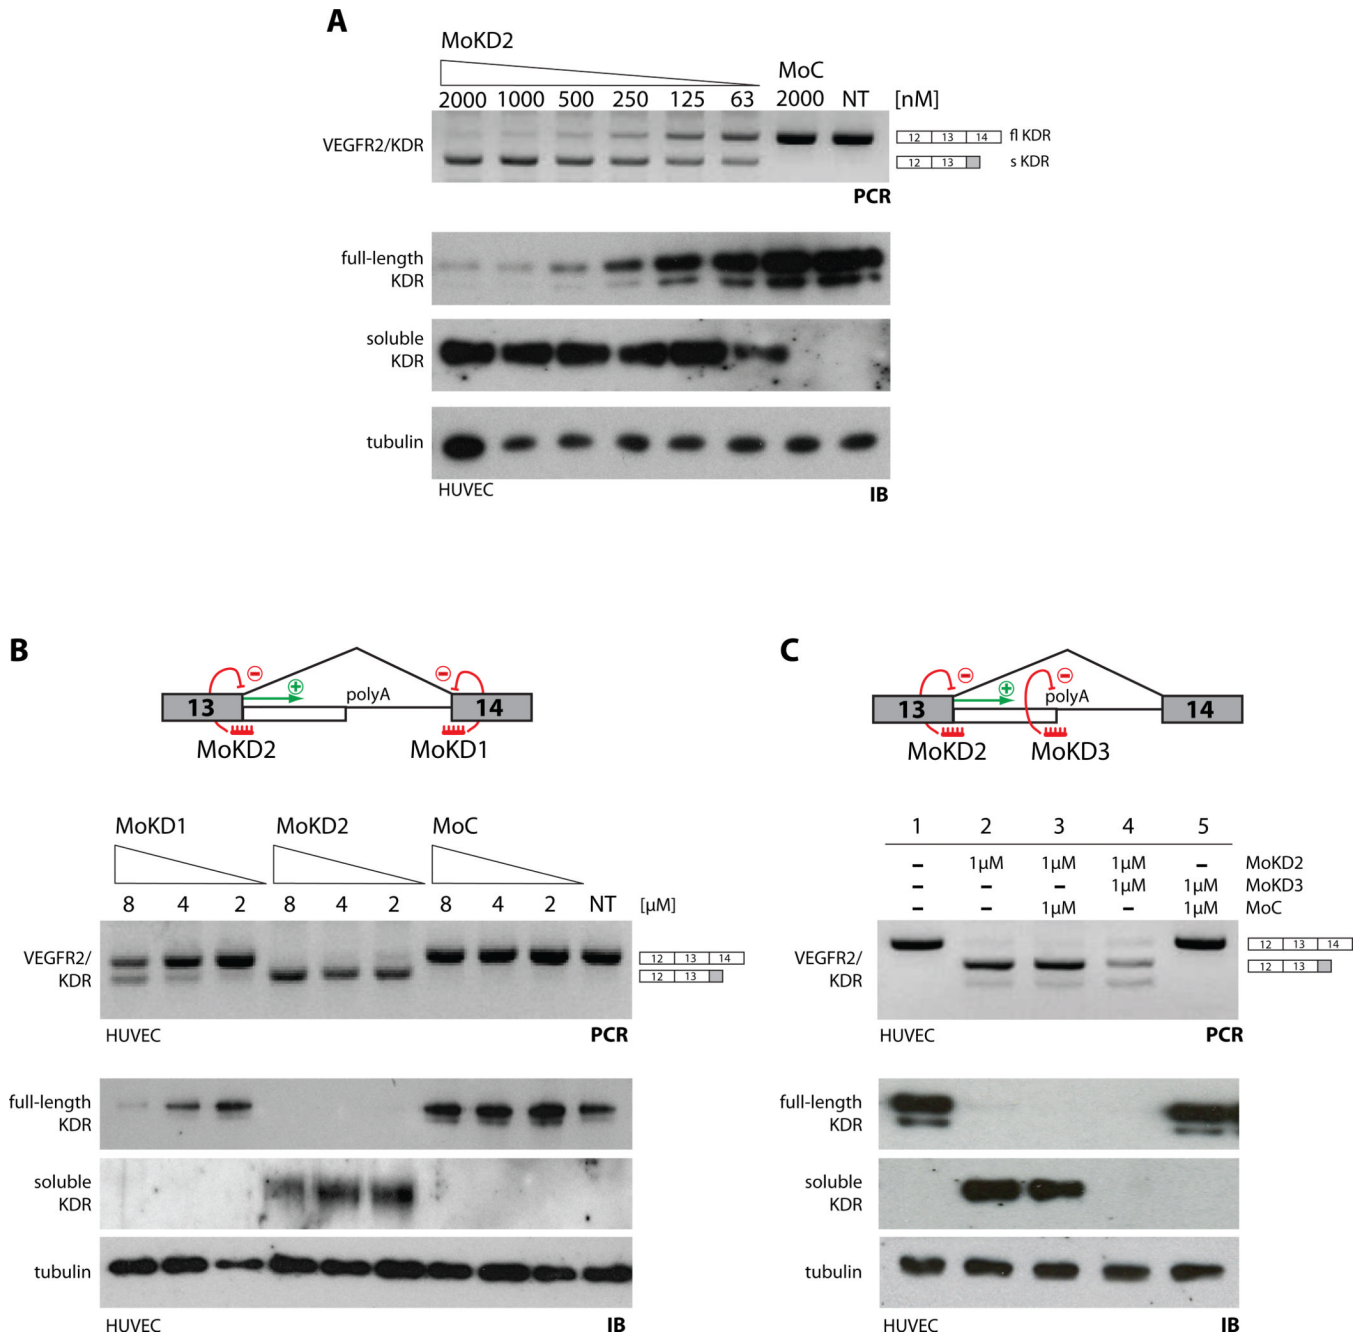 A
MoKD2
MoC
2000 1000 500 250 125 63 2000 NT [nM]
VEGFR2/KDR
12 13 14 fl KDR
12 13 s KDR
PCR
full-length
KDR
soluble
KDR
tubulin
HUVEC IB
B
13 polyA 14
MoKD2 MoKD1
MoKD1 MoKD2 MoC
8 4 2 8 4 2 8 4 2 NT [µM]
VEGFR2/
KDR
12 13 14
12 13
HUVEC PCR
full-length
KDR
soluble
KDR
tubulin
HUVEC IB
C
13 polyA 14
MoKD2 MoKD3
1 2 3 4 5
– 1µM 1µM 1µM – MoKD2
– – – 1µM 1µM MoKD3
– – 1µM – 1µM MoC
VEGFR2/
KDR
12 13 14
12 13
HUVEC PCR
full-length
KDR
soluble
KDR
tubulin
HUVEC IB